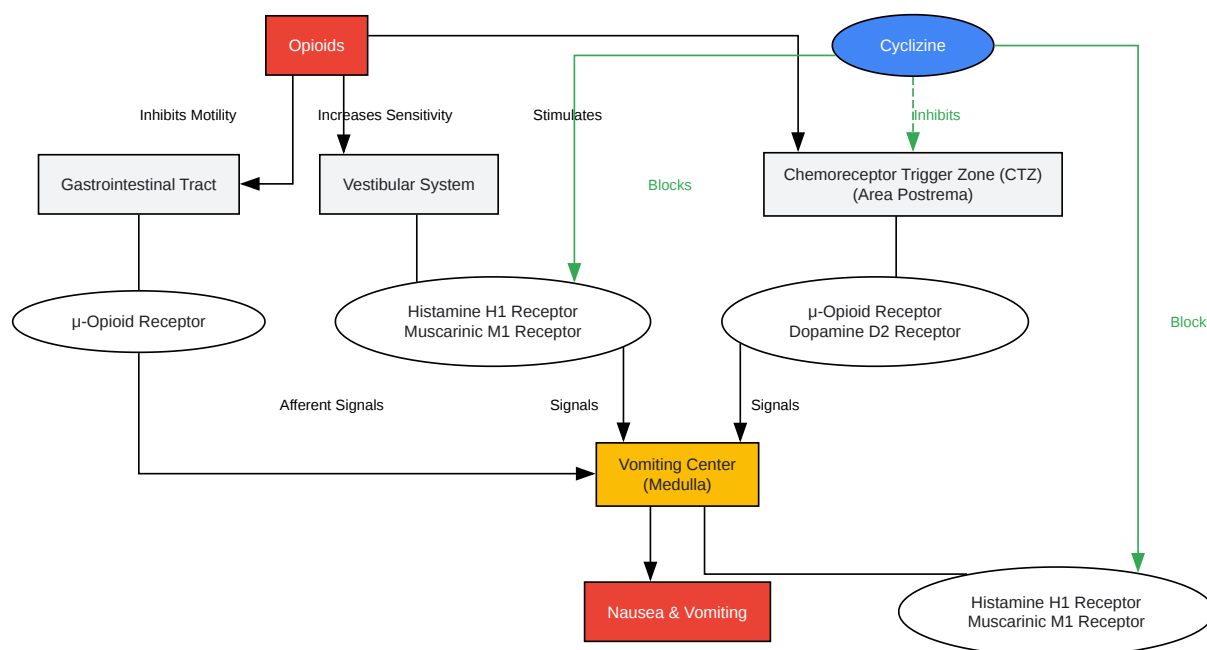 Opioids
Cyclizine
Inhibits Motility
Increases Sensitivity
Stimulates
Inhibits
Gastrointestinal Tract
Vestibular System
Blocks
Chemoreceptor Trigger Zone (CTZ)
(Area Postrema)
μ-Opioid Receptor
Histamine H1 Receptor
Muscarinic M1 Receptor
μ-Opioid Receptor
Dopamine D2 Receptor
Block
Afferent Signals
Signals
Signals
Vomiting Center
(Medulla)
Nausea & Vomiting
Histamine H1 Receptor
Muscarinic M1 Receptor